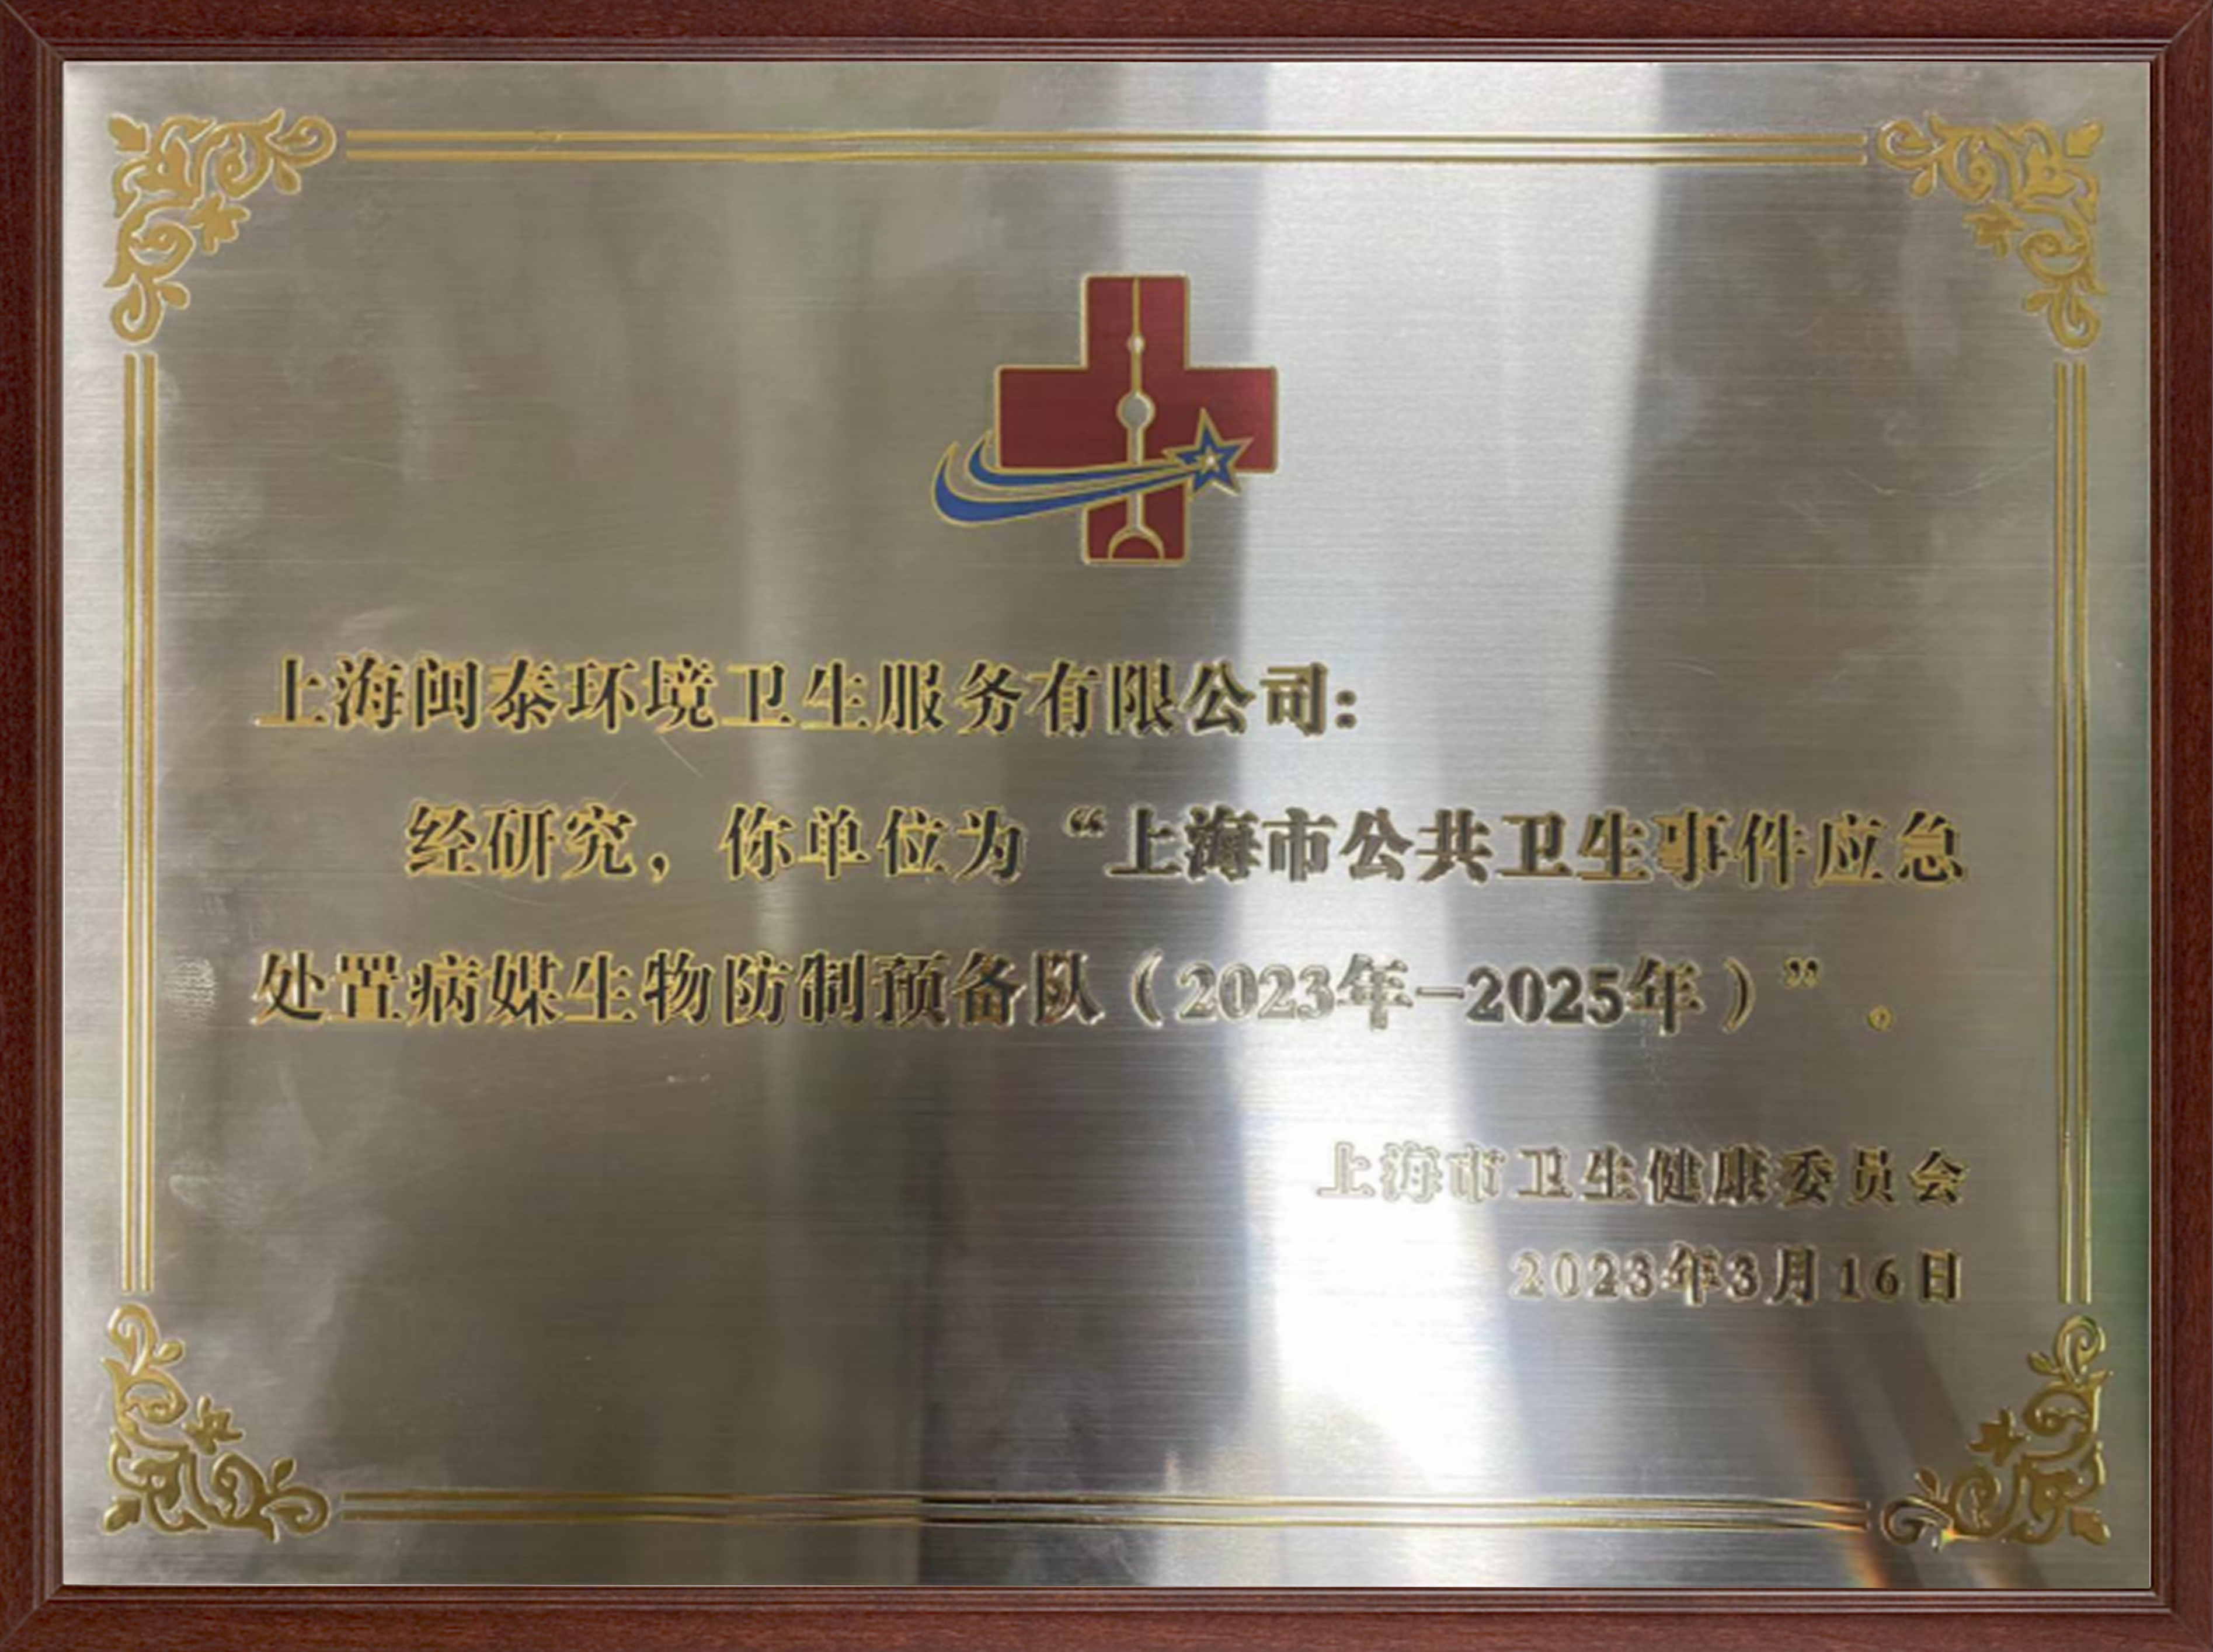 上海闽泰环境卫生服务有限公司:
经研究，你单位为“上海市公共卫生事件应急
处置病媒生物防制预备队（2023年-2025年）”。
上海市卫生健康委员会
2023年3月16日